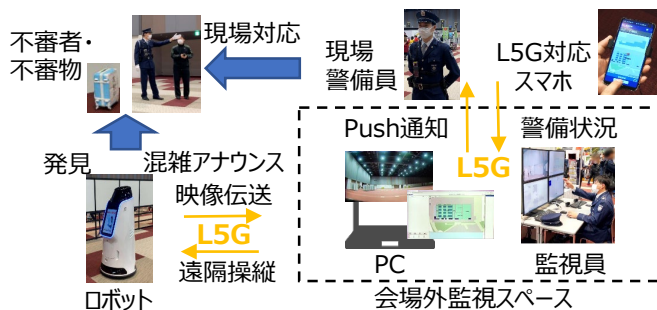 不審者・
不審物
現場対応
現場
警備員
L5G対応
スマホ
発見
混雑アナウンス
映像伝送
L5G
遠隔操縦
ロボット
Push通知
L5G
警備状況
PC
監視員
会場外監視スペース